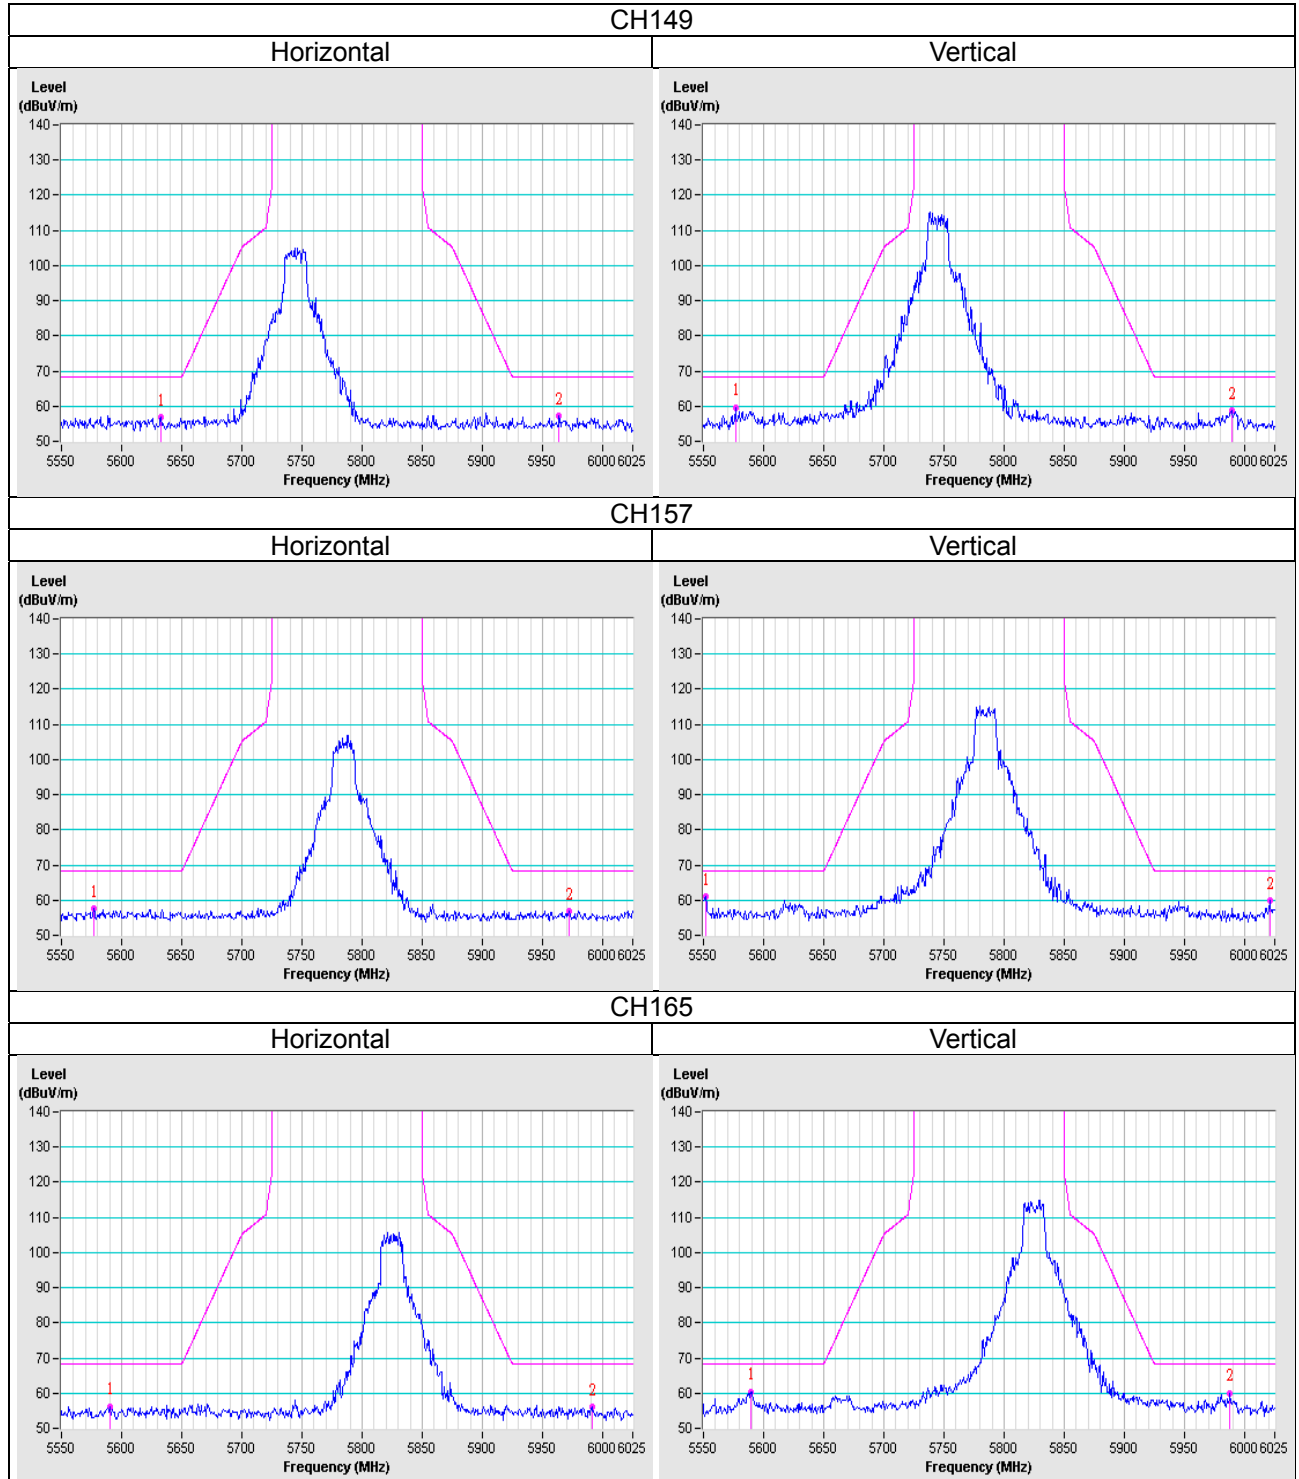 CH149
Horizontal Vertical
Level Level
(dBuV/m) (dBuV/m)
140 140
130 130
120 120
110 110
100 100
90 90
80 80
70 70
1 2 1 2
60 60
50 50
5550 5600 5650 5700 5750 5800 5850 5900 5950 6000 6025 5550 5600 5650 5700 5750 5800 5850 5900 5950 6000 6025
Frequency (MHz) Frequency (MHz)
CH157
Horizontal Vertical
Level Level
(dBuV/m) (dBuV/m)
140 140
130 130
120 120
110 110
100 100
90 90
80 80
70 70
1 2 1 2
60 60
50 50
5550 5600 5650 5700 5750 5800 5850 5900 5950 6000 6025 5550 5600 5650 5700 5750 5800 5850 5900 5950 6000 6025
Frequency (MHz) Frequency (MHz)
CH165
Horizontal Vertical
Level Level
(dBuV/m) (dBuV/m)
140 140
130 130
120 120
110 110
100 100
90 90
80 80
70 70
1 2 1 2
60 60
50 50
5550 5600 5650 5700 5750 5800 5850 5900 5950 6000 6025 5550 5600 5650 5700 5750 5800 5850 5900 5950 6000 6025
Frequency (MHz) Frequency (MHz)